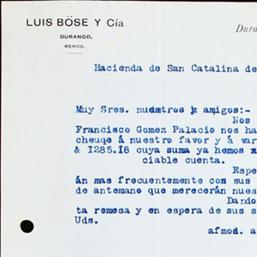 LUIS BÖSE Y Cía.
DURANGO,
MEXICO.
Dura
Hacienda de San Catalina de
Muy Sres. nuestros y amigos:-
Nos
Francisco Gomez Palacio nos ha
cheque á nuestro favor y á var
& 1285.18 cuya suma ya hemos
ciable cuenta.
Espe
án mas frecuentemente con sus
de antemano que merecerán nues
Dando
ta remesa y en espera de sus s
Uds.
afmos. a